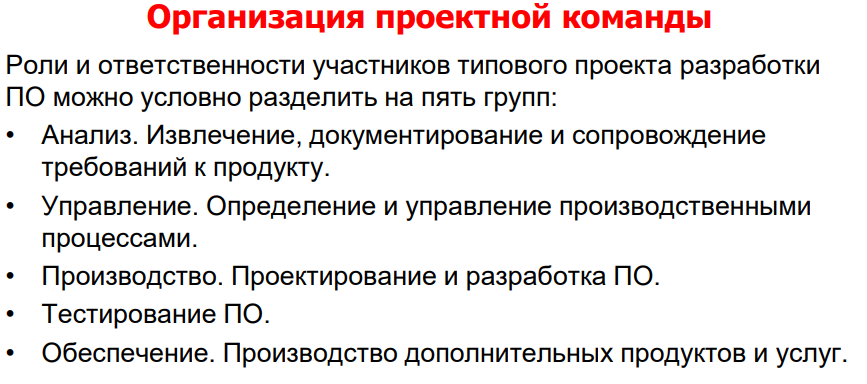 Организация проектной команды
Роли и ответственности участников типового проекта разработки
ПО можно условно разделить на пять групп:
• Анализ. Извлечение, документирование и сопровождение
требований к продукту.
• Управление. Определение и управление производственными
процессами.
• Производство. Проектирование и разработка ПО.
• Тестирование ПО.
• Обеспечение. Производство дополнительных продуктов и услуг.